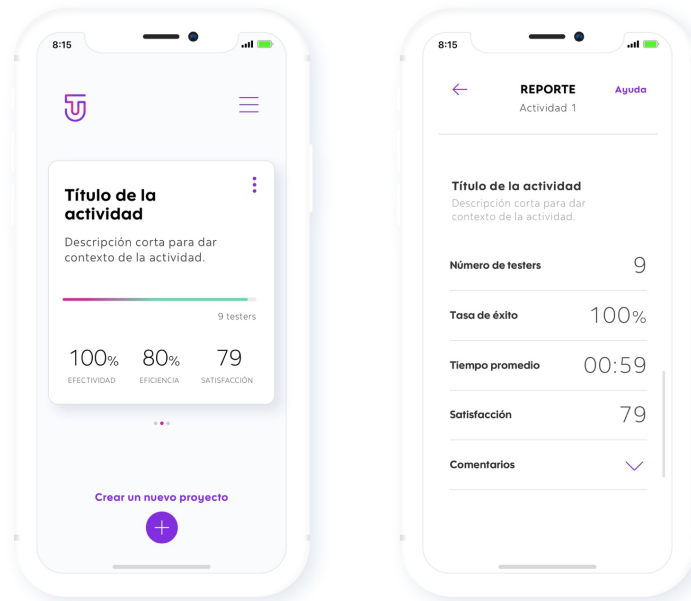 8:15
Título de la
actividad
Descripción corta para dar
contexto de la actividad.
9 testers
100% 80% 79
EFECTIVIDAD EFICIENCIA SATISFACCIÓN
Crear un nuevo proyecto
8:15
REPORTE Ayuda
Actividad 1
Título de la actividad
Descripción corta para dar
contexto de la actividad.
Número de testers 9
Tasa de éxito 100%
Tiempo promedio 00:59
Satisfacción 79
Comentarios